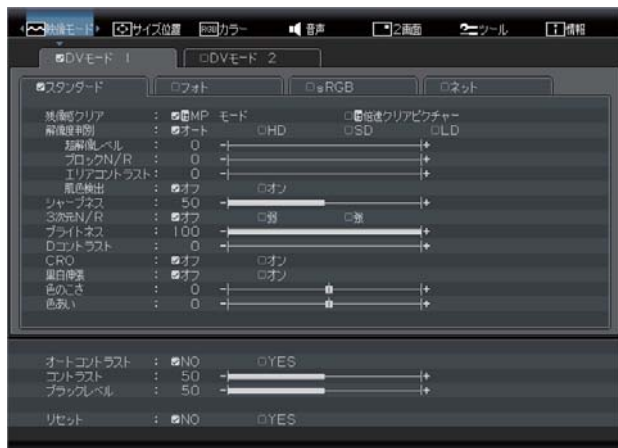 映像モード サイズ位置 カラー 音声 2画面 ツール 情報
DVモード 1 DVモード 2
スタンダード フォト sRGB ネット
残像感クリア : MP モード 倍速クリアピクチャー
解像度判別 : オート HD SD LD
超解像レベル : 0 - +
ブロックN/R : 0 - +
エリアコントラスト : 0 - +
肌色検出 : オフ オン
シャープネス : 50 - +
3次元N/R : オフ 弱 強
ブライトネス : 100 - +
Dコントラスト : 0 - +
CRO : オフ オン
黒白伸張 : オフ オン
色のこさ : 0 - +
色あい : 0 - +
オートコントラスト : NO YES
コントラスト : 50 - +
ブラックレベル : 50 - +
リセット : NO YES